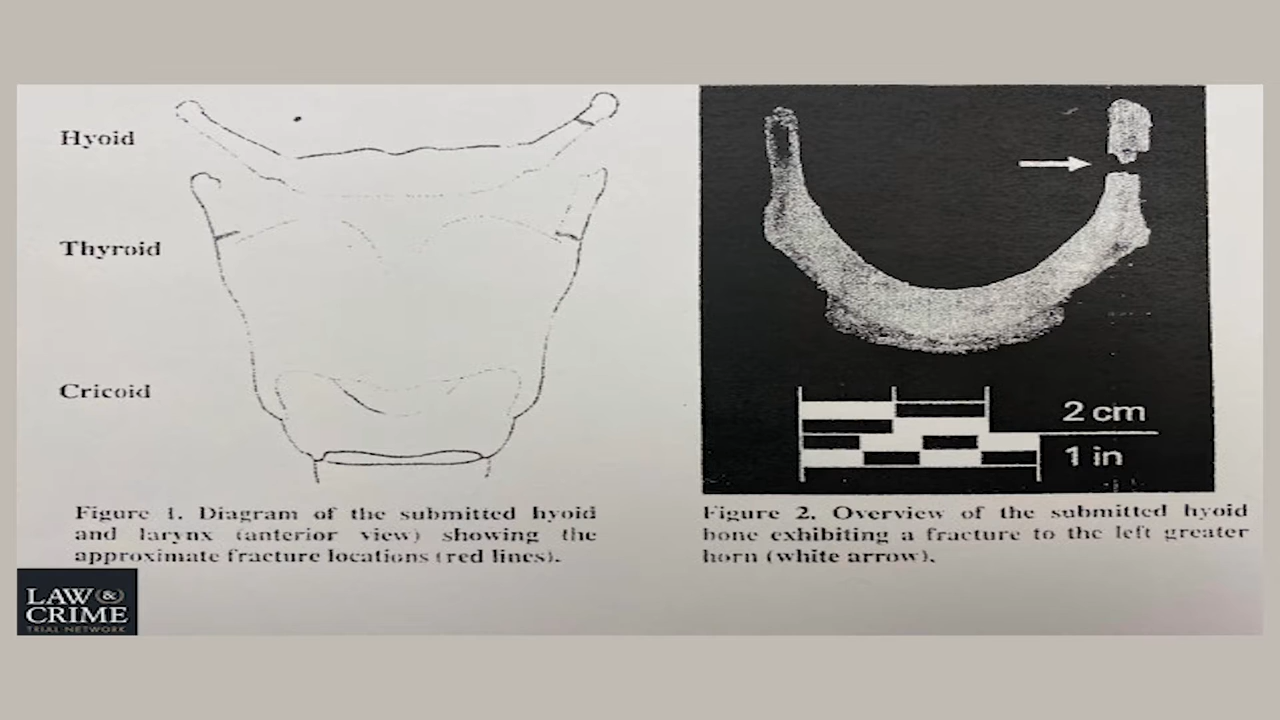 Hyoid
Thyroid
Cricoid
Figure 1. Diagram of the submitted hyoid
and larynx (anterior view) showing the
approximate fracture locations (red lines).
2 cm
1 in
Figure 2. Overview of the submitted hyoid
bone exhibiting a fracture to the left greater
horn (white arrow).
LAW &
CRIME
TRIAL NETWORK